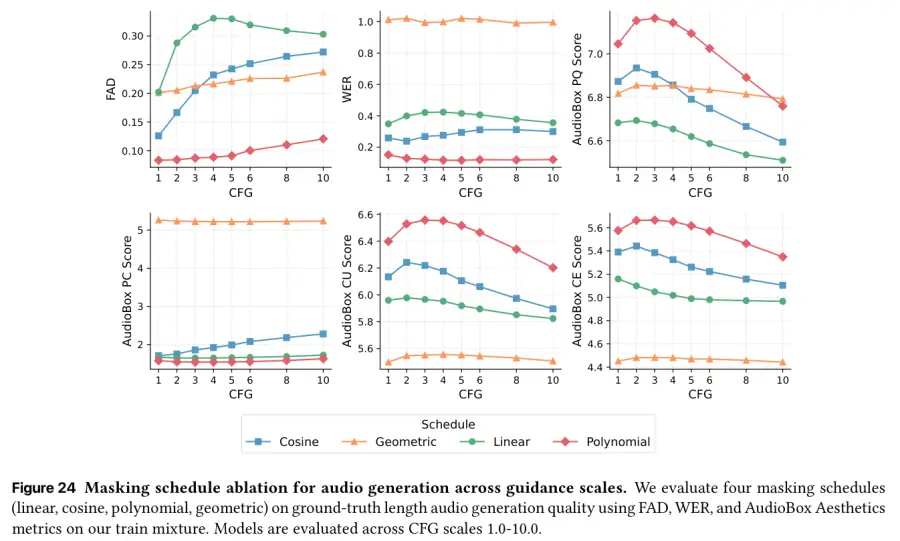 FAD
0.30
0.25
0.20
0.15
0.10
1 2 3 4 5 6 8 10
CFG
WER
1.0
0.8
0.6
0.4
0.2
1 2 3 4 5 6 8 10
CFG
AudioBox PQ Score
7.0
6.8
6.6
1 2 3 4 5 6 8 10
CFG
AudioBox PC Score
5
4
3
2
1 2 3 4 5 6 8 10
CFG
AudioBox CU Score
6.6
6.4
6.2
6.0
5.8
5.6
1 2 3 4 5 6 8 10
CFG
AudioBox CE Score
5.6
5.4
5.2
5.0
4.8
4.6
4.4
1 2 3 4 5 6 8 10
CFG
Schedule
Cosine Geometric Linear Polynomial
Figure 24 Masking schedule ablation for audio generation across guidance scales. We evaluate four masking schedules
(linear, cosine, polynomial, geometric) on ground-truth length audio generation quality using FAD, WER, and AudioBox Aesthetics
metrics on our train mixture. Models are evaluated across CFG scales 1.0-10.0.